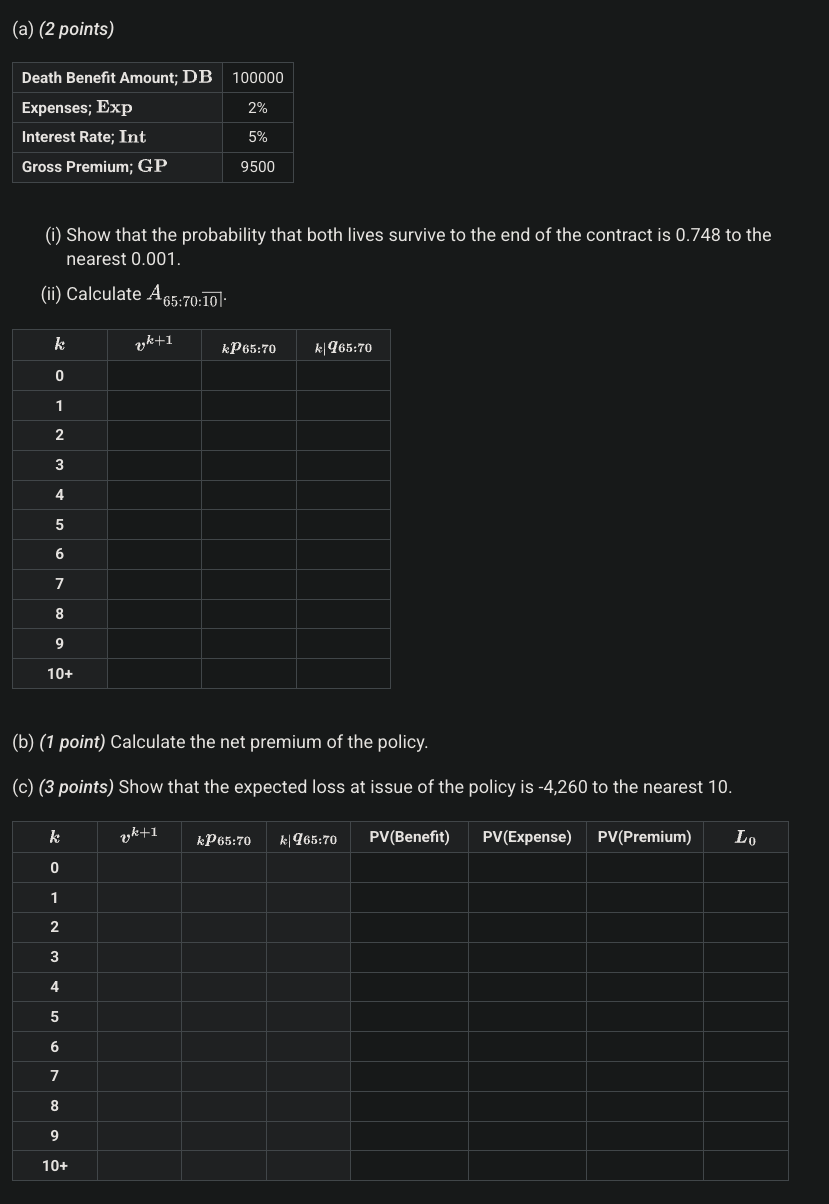 (a) (2 points)
Death Benefit Amount; DB 100000
Expenses; Exp 2%
Interest Rate; Int 5%
Gross Premium; GP 9500
(i) Show that the probability that both lives survive to the end of the contract is 0.748 to the
nearest 0.001.
(ii) Calculate A_{65:70:\overline{10|}}.
k v^{k+1} _{k}p_{65:70} _{k|}q_{65:70}
0
1
2
3
4
5
6
7
8
9
10+
(b) (1 point) Calculate the net premium of the policy.
(c) (3 points) Show that the expected loss at issue of the policy is -4,260 to the nearest 10.
k v^{k+1} _{k}p_{65:70} _{k|}q_{65:70} PV(Benefit) PV(Expense) PV(Premium) L_0
0
1
2
3
4
5
6
7
8
9
10+